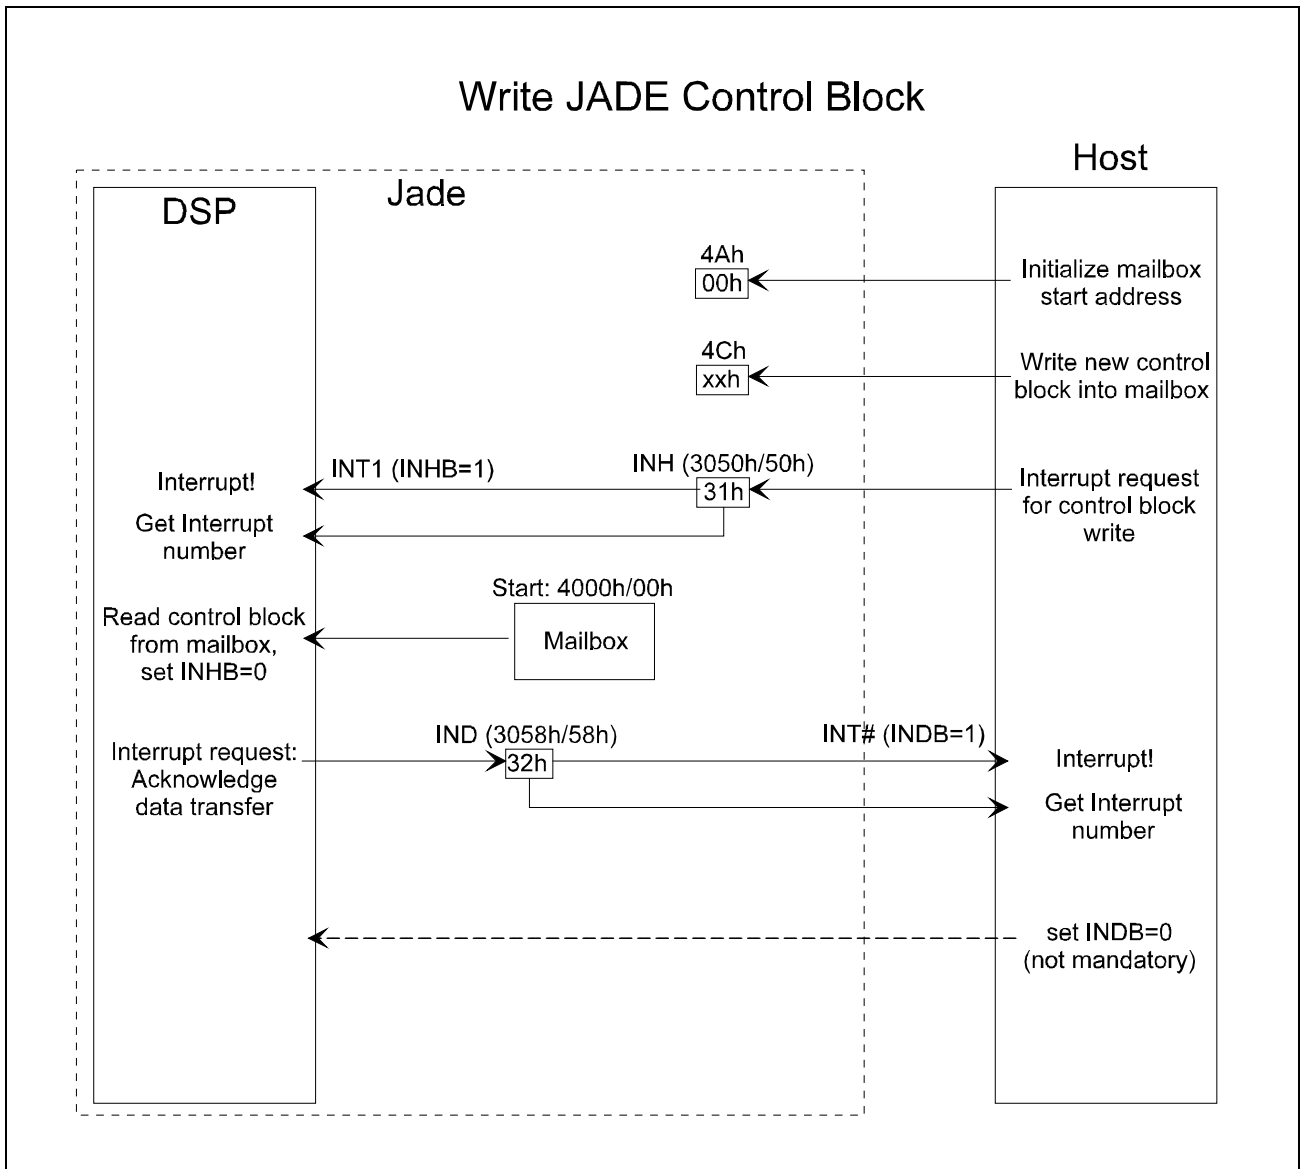 Write JADE Control Block
Host
Jade
DSP
4Ah
00h
Initialize mailbox
start address
4Ch
xxh
Write new control
block into mailbox
INT1 (INHB=1)
INH (3050h/50h)
Interrupt!
31h
Interrupt request
for control block
write
Get Interrupt
number
Start: 4000h/00h
Read control block
from mailbox,
set INHB=0
Mailbox
IND (3058h/58h)
INT# (INDB=1)
Interrupt request:
Acknowledge
data transfer
32h
Interrupt!
Get Interrupt
number
set INDB=0
(not mandatory)